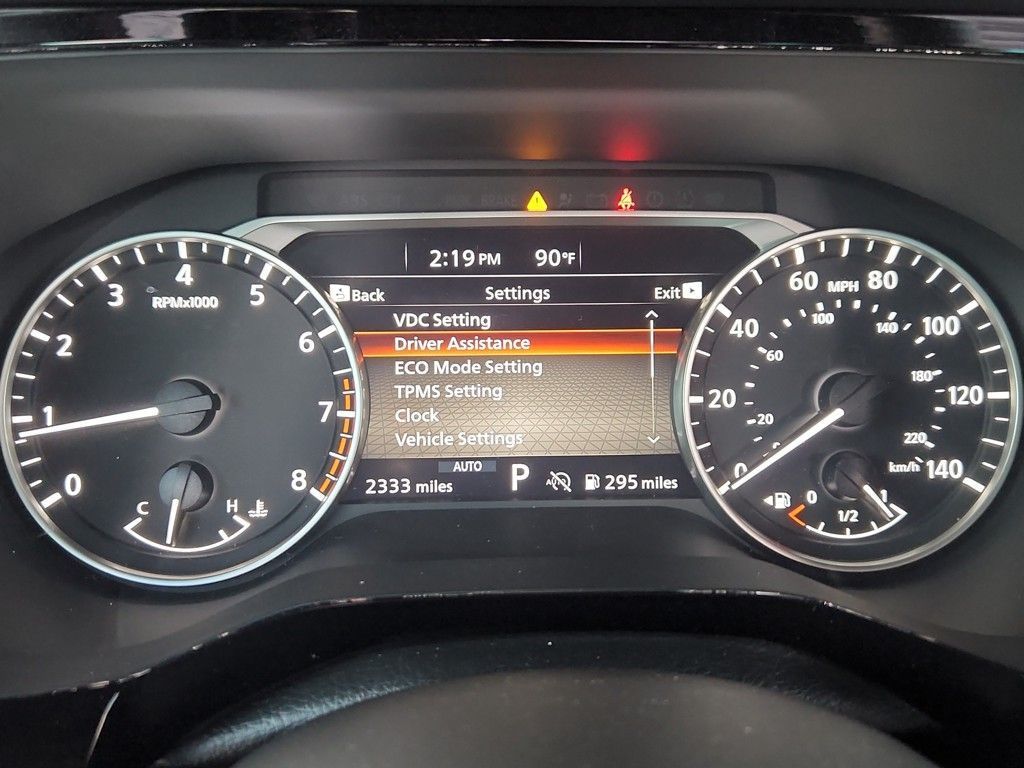 2:19 PM 90°F
Back Settings Exit
VDC Setting
Driver Assistance
ECO Mode Setting
TPMS Setting
Clock
Vehicle Settings
AUTO
2333 miles P AUTO 295 miles
0 1 2 3 4 5 6 7 8
RPMx1000
C H
0 20 40 60 80 100 120 140
MPH
0 20 60 100 140 180 220
km/h
0 1/2 1